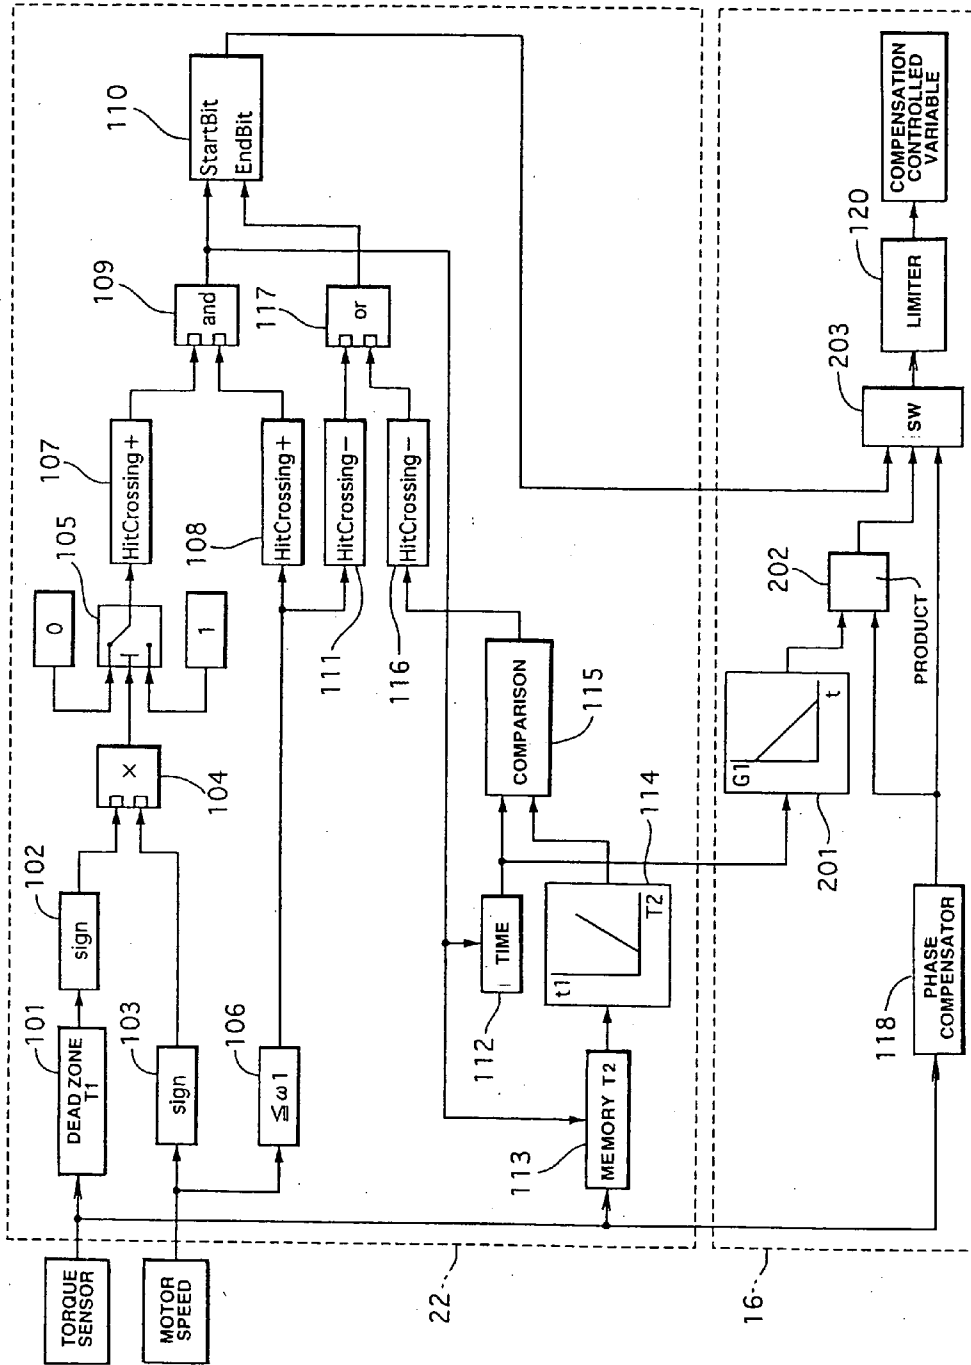 TORQUE
SENSOR
MOTOR
SPEED
101
DEAD ZONE
T1
102
sign
103
sign
104
×
0
105
1
106
≦ω1
107
HitCrossing+
108
HitCrossing+
HitCrossing−
111
HitCrossing−
116
109
and
117
or
110
StartBit
EndBit
TIME
112
MEMORY T2
113
t1
T2
114
COMPARISON
115
22
16
118
PHASE
COMPENSATOR
G1
t
201
202
PRODUCT
203
SW
120
LIMITER
COMPENSATION
CONTROLLED
VARIABLE